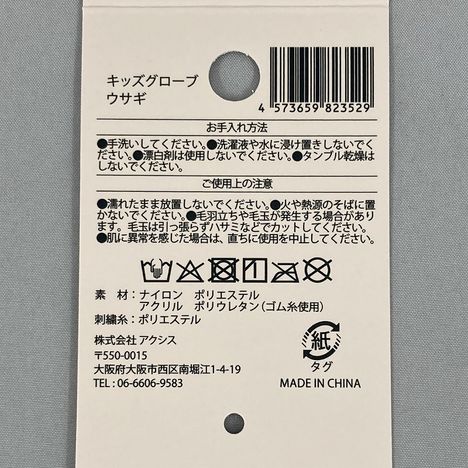 キッズグローブ
ウサギ
4 573659 823529
お手入れ方法
●手洗いしてください。●洗濯液や水に浸け置きしないでく
ださい。●漂白剤は使用しないでください。●タンブル乾燥は
しないでください。
ご使用上の注意
●濡れたまま放置しないでください。●火や熱源のそばに置
かないでください。●毛羽立ちや毛玉が発生する場合があり
ます。毛玉は引っ張らずハサミなどでカットしてください。
●肌に異常を感じた場合は、直ちに使用を中止してください。
素 材：ナイロン ポリエステル
アクリル ポリウレタン（ゴム糸使用）
刺繍糸：ポリエステル
株式会社 アクシス
〒550-0015
大阪府大阪市西区南堀江1-4-19
TEL : 06-6606-9583
紙
タグ
MADE IN CHINA